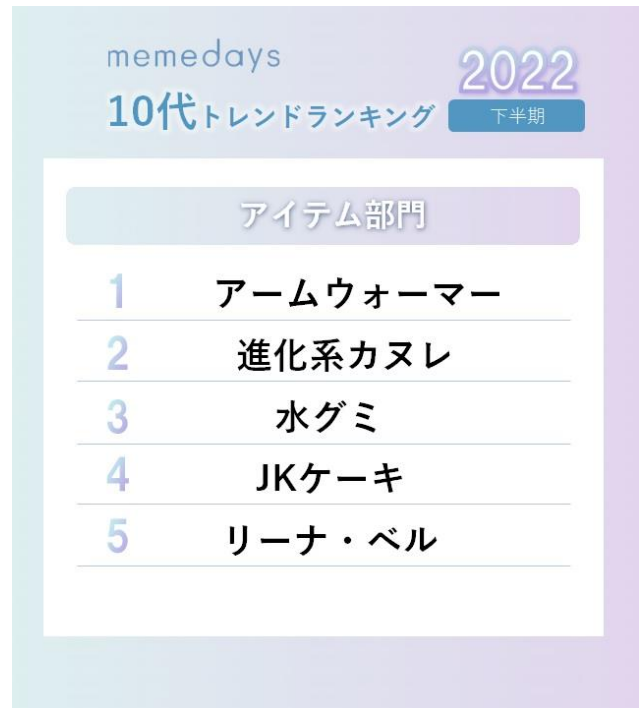 memedays
2022
10代トレンドランキング
下半期
アイテム部門
1 アームウォーマー
2 進化系カヌレ
3 水グミ
4 JKケーキ
5 リーナ・ベル